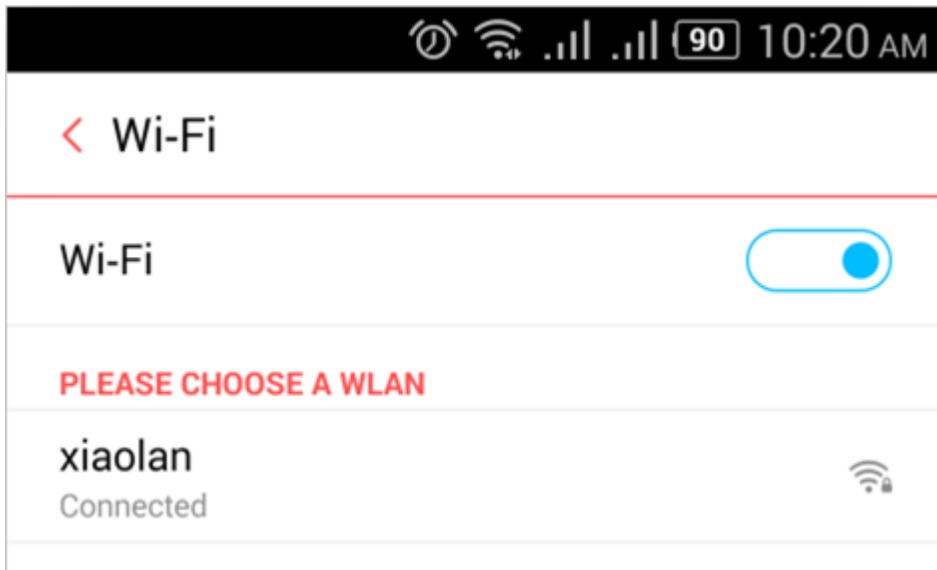 90 10:20 AM
Wi-Fi
Wi-Fi
PLEASE CHOOSE A WLAN
xiaolan
Connected